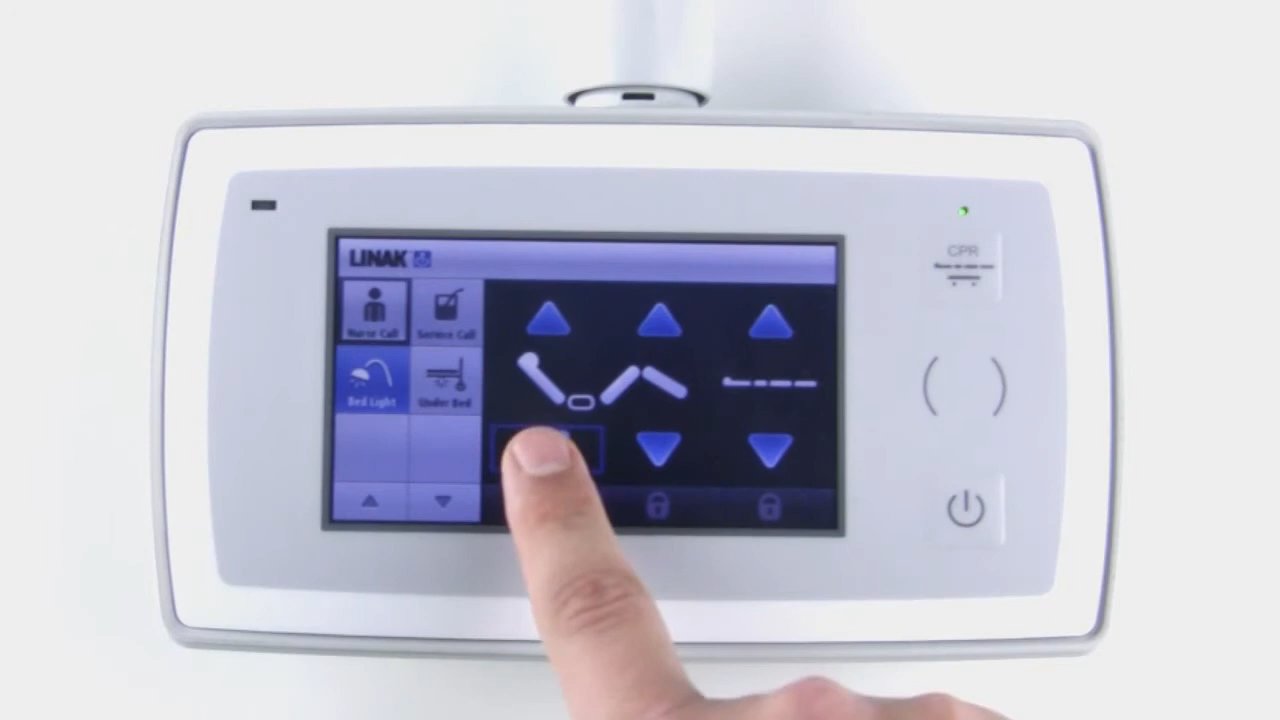 CPR
LINAK
Nurse Call
Service Call
Bed Light
Under Bed